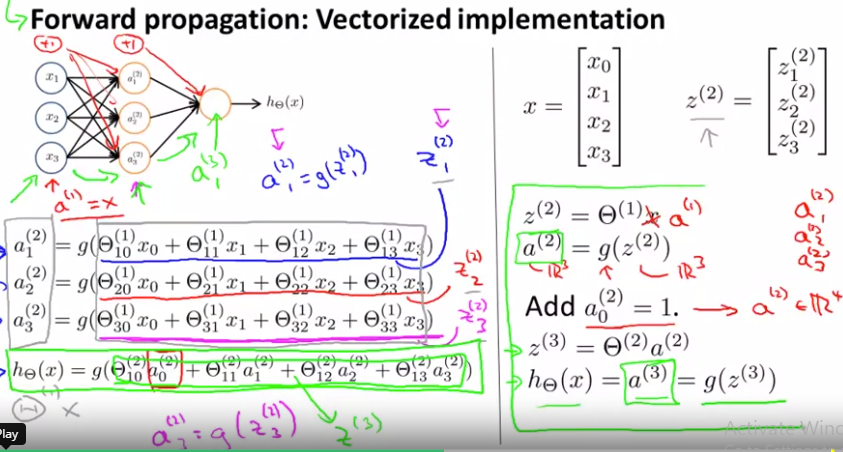 Forward propagation: Vectorized implementation
+1 +1
x₁ a₁⁽²⁾
x₂ a₂⁽²⁾ → h_Θ(x)
x₃ a₃⁽²⁾
a₁⁽³⁾
a⁽¹⁾ = x
a₁⁽²⁾ = g(z₁⁽²⁾)
z₁⁽²⁾
a₁⁽²⁾ = g(Θ₁₀⁽¹⁾x₀ + Θ₁₁⁽¹⁾x₁ + Θ₁₂⁽¹⁾x₂ + Θ₁₃⁽¹⁾x₃)
z₂⁽²⁾
a₂⁽²⁾ = g(Θ₂₀⁽¹⁾x₀ + Θ₂₁⁽¹⁾x₁ + Θ₂₂⁽¹⁾x₂ + Θ₂₃⁽¹⁾x₃)
z₃⁽²⁾
a₃⁽²⁾ = g(Θ₃₀⁽¹⁾x₀ + Θ₃₁⁽¹⁾x₁ + Θ₃₂⁽¹⁾x₂ + Θ₃₃⁽¹⁾x₃)
h_Θ(x) = g(Θ₁₀⁽²⁾a₀⁽²⁾ + Θ₁₁⁽²⁾a₁⁽²⁾ + Θ₁₂⁽²⁾a₂⁽²⁾ + Θ₁₃⁽²⁾a₃⁽²⁾)
Θ⁽¹⁾ x
a₃⁽²⁾ = g(z₃⁽²⁾) z⁽³⁾
Play
x = [x₀ x₁ x₂ x₃] z⁽²⁾ = [z₁⁽²⁾ z₂⁽²⁾ z₃⁽²⁾]
z⁽²⁾ = Θ⁽¹⁾x a⁽¹⁾
a₁⁽²⁾
a⁽²⁾ = g(z⁽²⁾)
a₂⁽²⁾
ℝ³ ℝ³
a₃⁽²⁾
Add a₀⁽²⁾ = 1. → a⁽²⁾ ∈ ℝ⁴
z⁽³⁾ = Θ⁽²⁾a⁽²⁾
h_Θ(x) = a⁽³⁾ = g(z⁽³⁾)
Activate Win